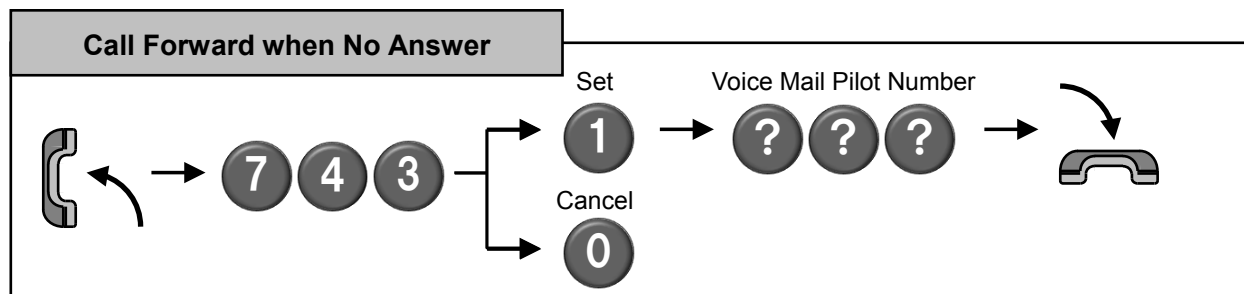 Call Forward when No Answer
Set Voice Mail Pilot Number
7 4 3 1 ? ? ?
Cancel
0